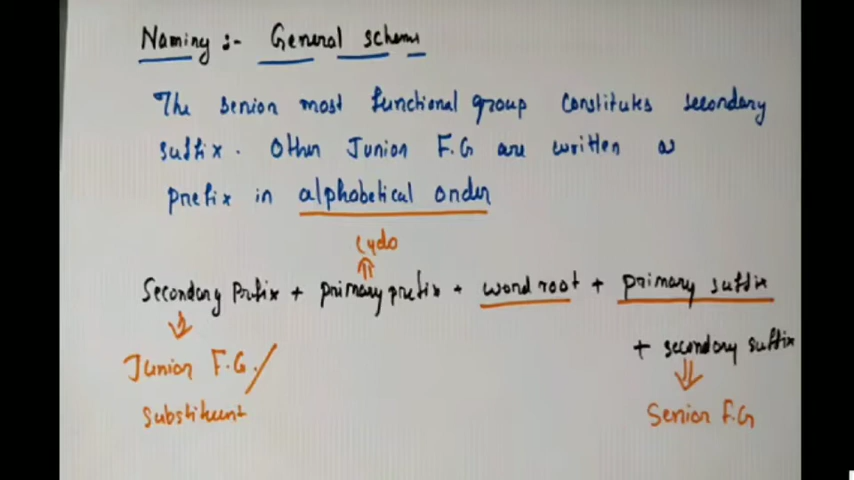 Naming :- General scheme
The senior most functional group constitutes secondary
suffix. Other Junior F.G are written as
prefix in alphabetical order
Cyclo
Secondary Prefix + primary prefix + word root + primary suffix
+ secondary suffix
Junior F.G. /
Substituent
Senior F.G